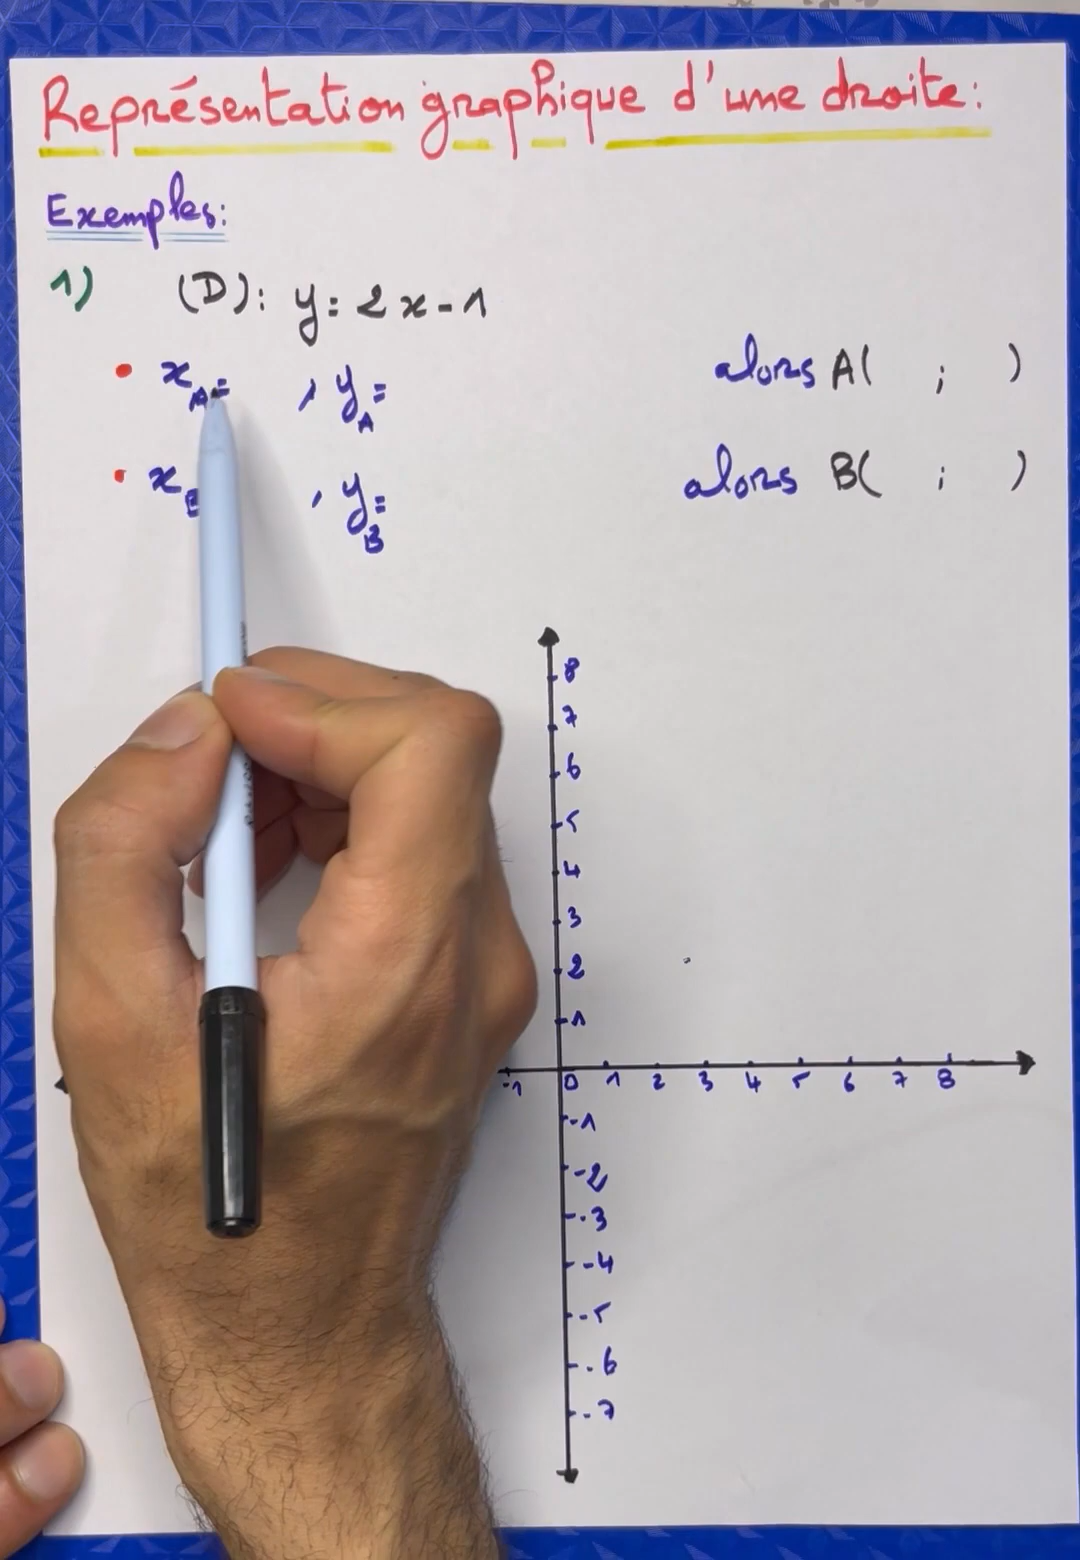 Représentation graphique d'une droite:
Exemples:
1) (D): y = 2x - 1
• x_A = , y_A = alors A( ; )
• x_B , y_B = alors B( ; )
8
7
6
5
4
3
2
1
-1 0 1 2 3 4 5 6 7 8
-1
-2
-3
-4
-5
-6
-7